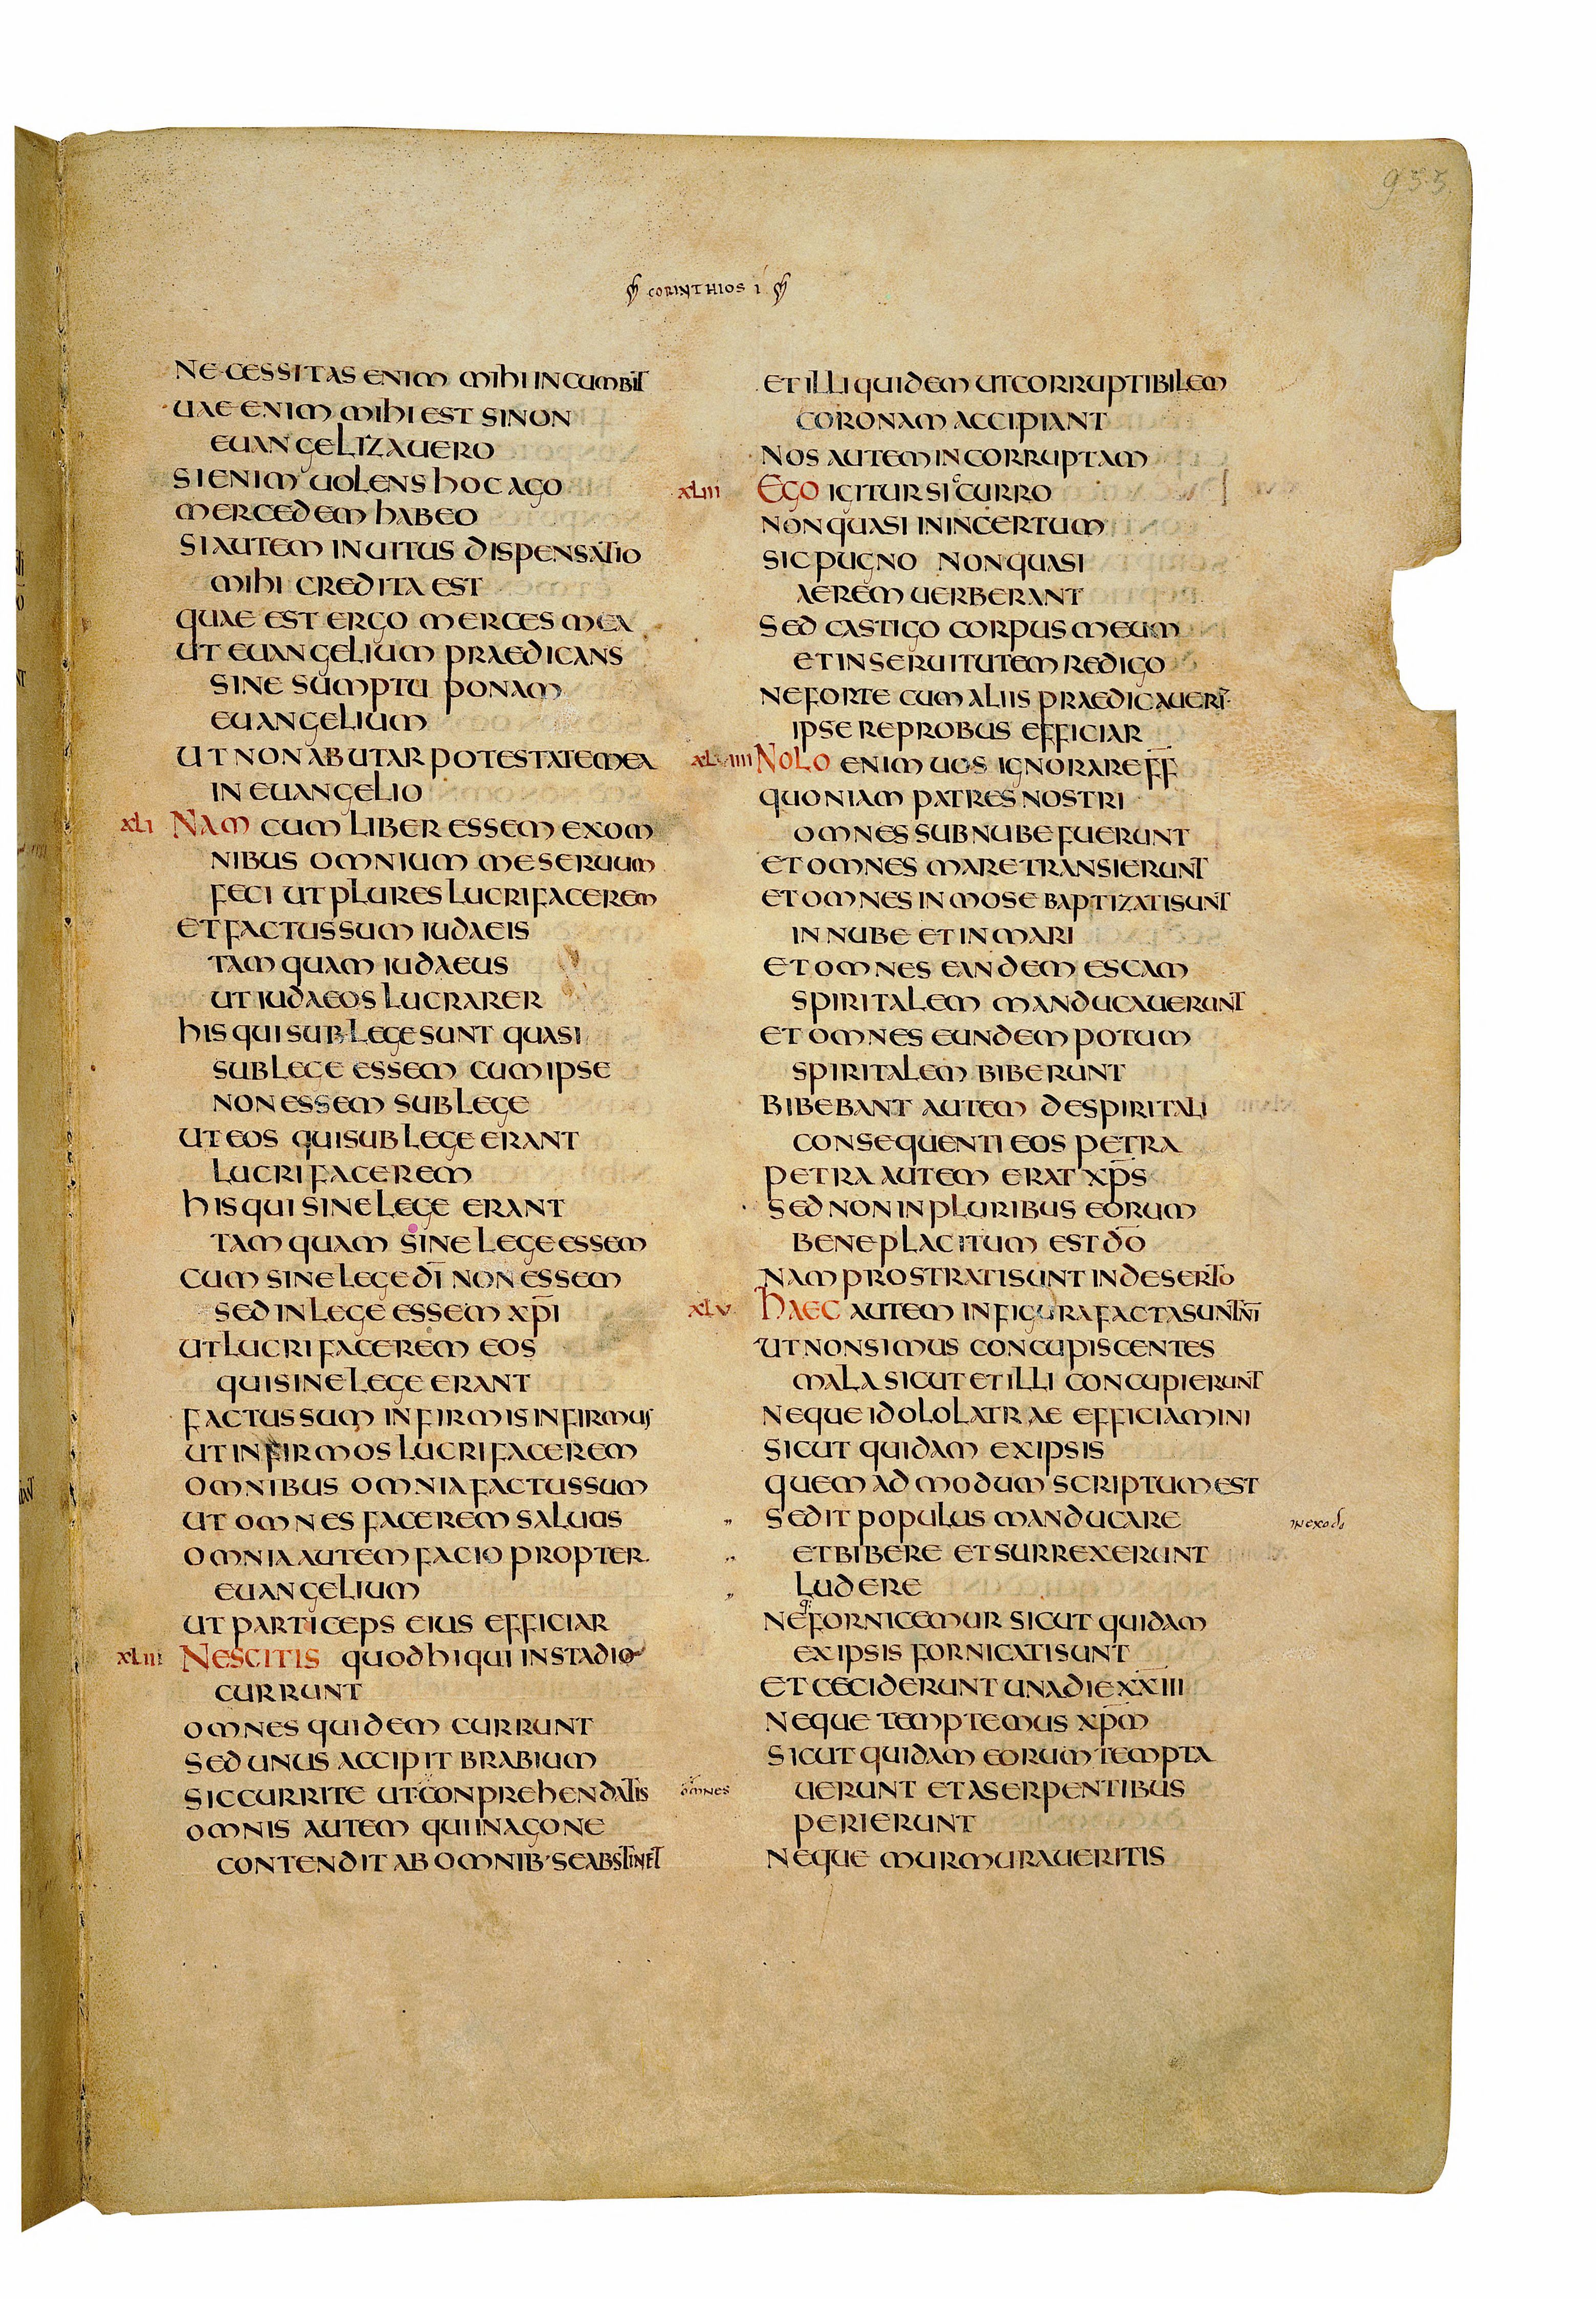 955
CORINTHIOS I
NECESSITAS ENIM MIHI INCUMBIT
UAE ENIM MIHI EST SI NON
EUANGELIZAUERO
SI ENIM UOLENS HOC AGO
MERCEDEM HABEO
SI AUTEM INUITUS DISPENSATIO
MIHI CREDITA EST
QUAE EST ERGO MERCES MEA
UT EUANGELIUM PRAEDICANS
SINE SUMPTU PONAM
EUANGELIUM
UT NON ABUTAR POTESTATE MEA
IN EUANGELIO
XLI NAM CUM LIBER ESSEM EX OM
NIBUS OMNIUM ME SERUUM
FECI UT PLURES LUCRIFACEREM
ET FACTUS SUM IUDAEIS
TAMQUAM IUDAEUS
UT IUDAEOS LUCRARER
HIS QUI SUB LEGE SUNT QUASI
SUB LEGE ESSEM CUM IPSE
NON ESSEM SUB LEGE
UT EOS QUI SUB LEGE ERANT
LUCRIFACEREM
HIS QUI SINE LEGE ERANT
TAMQUAM SINE LEGE ESSEM
CUM SINE LEGE D̅I̅ NON ESSEM
SED IN LEGE ESSEM X̅P̅I̅
UT LUCRIFACEREM EOS
QUI SINE LEGE ERANT
FACTUS SUM INFIRMIS INFIRMUS
UT INFIRMOS LUCRIFACEREM
OMNIBUS OMNIA FACTUS SUM
UT OMNES FACEREM SALUOS
OMNIA AUTEM FACIO PROPTER
EUANGELIUM
UT PARTICEPS EIUS EFFICIAR
XLII NESCITIS QUOD HI QUI IN STADIO
CURRUNT
OMNES QUIDEM CURRUNT
SED UNUS ACCIPIT BRABIUM
SIC CURRITE UT CONPREHENDATIS
omnes
OMNIS AUTEM QUI IN AGONE
CONTENDIT AB OMNIB· SE ABSTINET
ET ILLI QUIDEM UT CORRUPTIBILEM
CORONAM ACCIPIANT
NOS AUTEM INCORRUPTAM
XLIII EGO IGITUR SIC CURRO
NON QUASI IN INCERTUM
SIC PUGNO NON QUASI
AEREM UERBERANT
SED CASTIGO CORPUS MEUM
ET IN SERUITUTEM REDIGO
NE FORTE CUM ALIIS PRAEDICAUERI
IPSE REPROBUS EFFICIAR
XLIIII NOLO ENIM UOS IGNORARE F̅F̅
QUONIAM PATRES NOSTRI
OMNES SUB NUBE FUERUNT
ET OMNES MARE TRANSIERUNT
ET OMNES IN MOSE BAPTIZATI SUNT
IN NUBE ET IN MARI
ET OMNES EANDEM ESCAM
SPIRITALEM MANDUCAUERUNT
ET OMNES EUNDEM POTUM
SPIRITALEM BIBERUNT
BIBEBANT AUTEM DE SPIRITALI
CONSEQUENTI EOS PETRA
PETRA AUTEM ERAT X̅P̅S̅
SED NON IN PLURIBUS EORUM
BENEPLACITUM EST D̅O̅
NAM PROSTRATI SUNT IN DESERTO
XLV HAEC AUTEM IN FIGURA FACTA SUNT N̅I̅
UT NON SIMUS CONCUPISCENTES
MALA SICUT ET ILLI CONCUPIERUNT
NEQUE IDOLOLATRAE EFFICIAMINI
SICUT QUIDAM EX IPSIS
QUEMADMODUM SCRIPTUM EST
SEDIT POPULUS MANDUCARE
in exodo
ET BIBERE ET SURREXERUNT
LUDERE
NE FORNICEMUR SICUT QUIDAM
EX IPSIS FORNICATI SUNT
ET CECIDERUNT UNA DIE X̅X̅III
NEQUE TEMPTEMUS X̅P̅M̅
SICUT QUIDAM EORUM TEMPTA
UERUNT ET A SERPENTIBUS
PERIERUNT
NEQUE MURMURAUERITIS